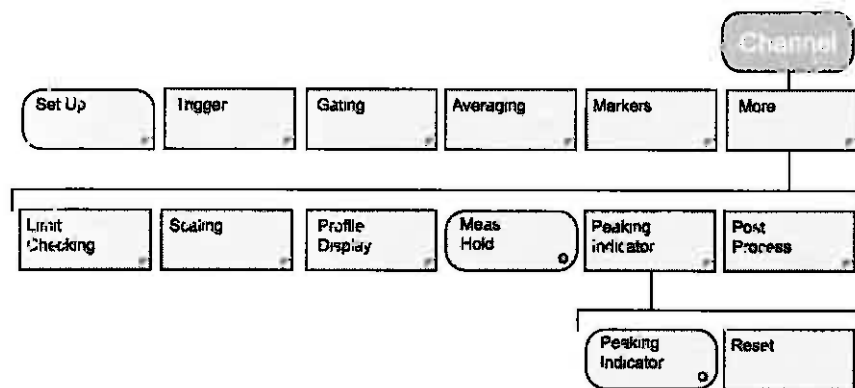 Channel
Set Up
Trigger
Gating
Averaging
Markers
More
Limit
Checking
Scaling
Profile
Display
Meas
Hold
Peaking
indicator
Post
Process
Peaking
Indicator
Reset